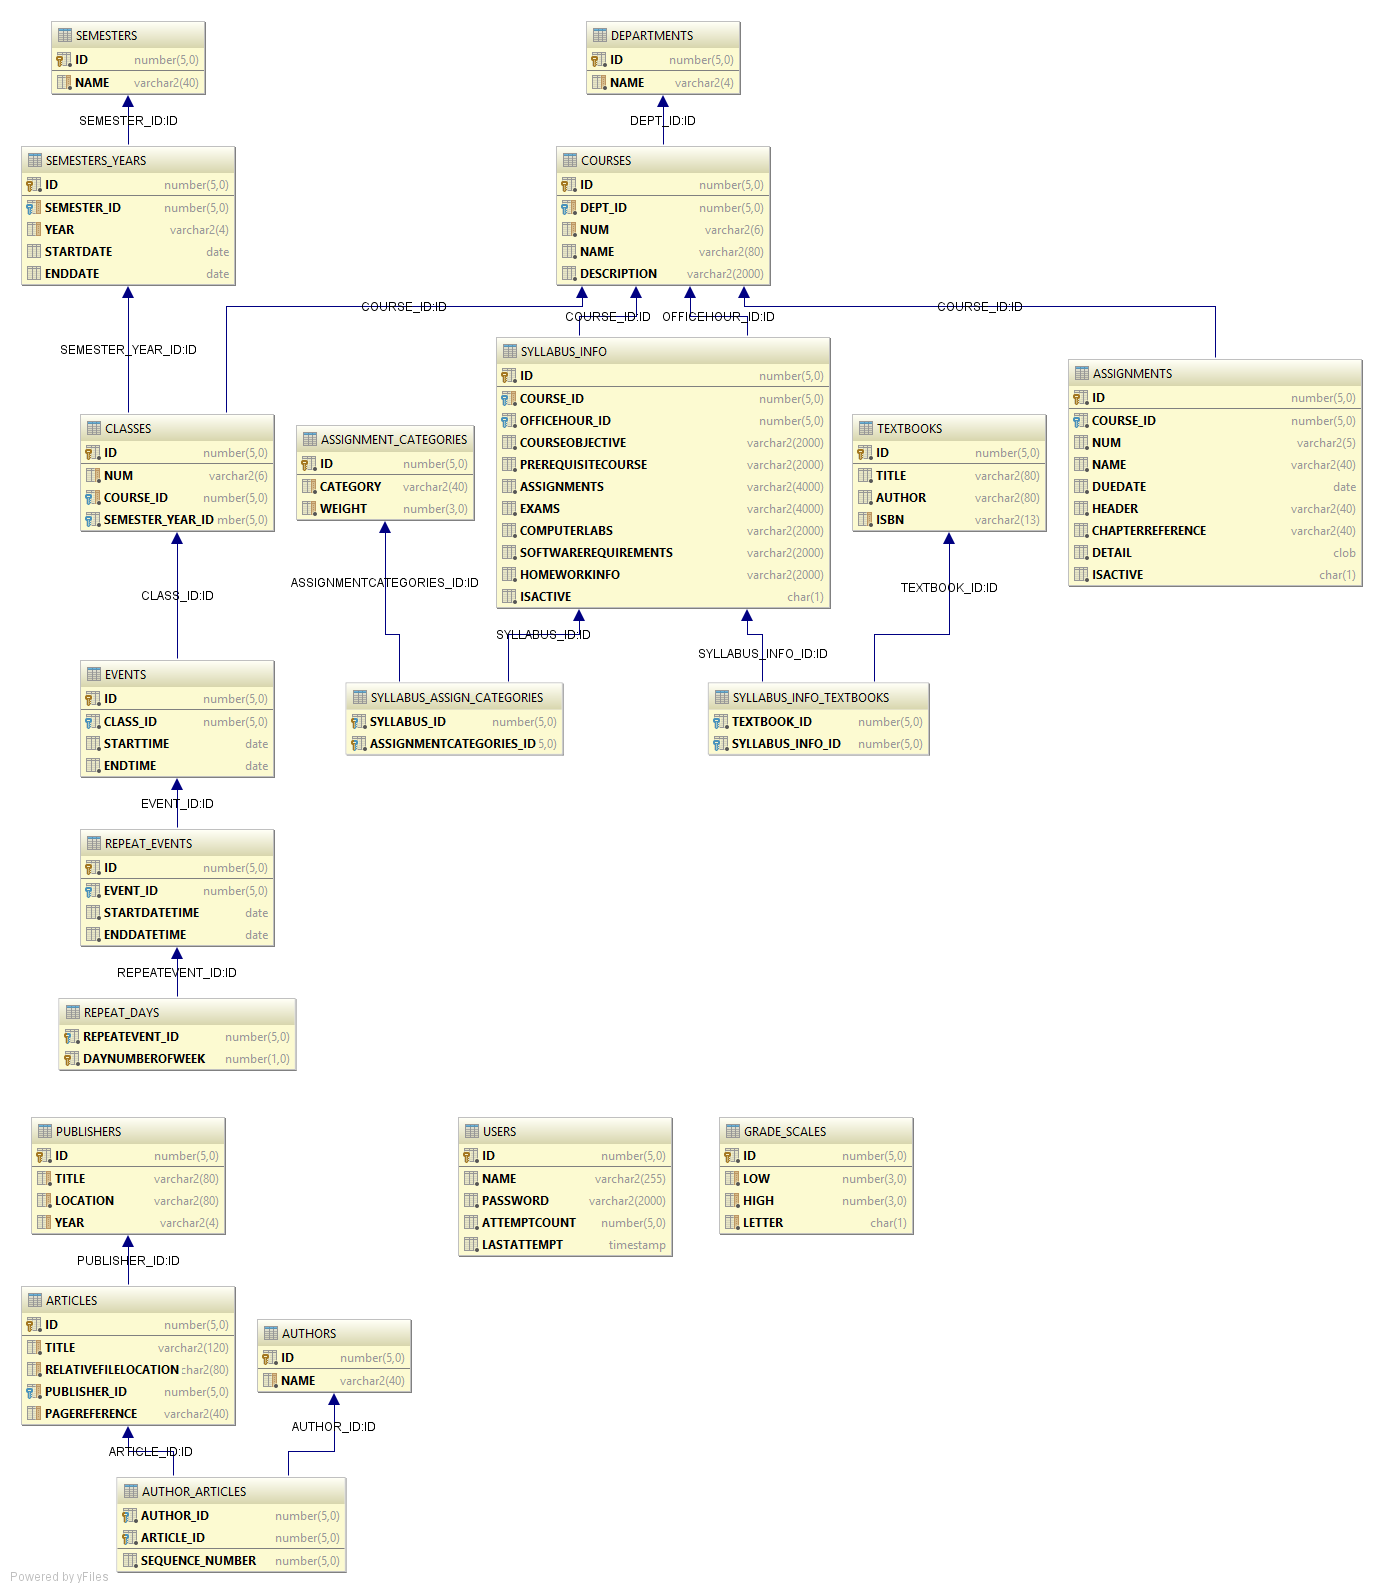 SEMESTERS
ID number(5,0)
NAME varchar2(40)
DEPARTMENTS
ID number(5,0)
NAME varchar2(4)
SEMESTER_ID:ID
DEPT_ID:ID
SEMESTERS_YEARS
ID number(5,0)
SEMESTER_ID number(5,0)
YEAR varchar2(4)
STARTDATE date
ENDDATE date
COURSES
ID number(5,0)
DEPT_ID number(5,0)
NUM varchar2(6)
NAME varchar2(80)
DESCRIPTION varchar2(2000)
COURSE_ID:ID
COURSE_ID:ID
OFFICEHOUR_ID:ID
COURSE_ID:ID
SEMESTER_YEAR_ID:ID
SYLLABUS_INFO
ID number(5,0)
COURSE_ID number(5,0)
OFFICEHOUR_ID number(5,0)
COURSEOBJECTIVE varchar2(2000)
PREREQUISITECOURSE varchar2(2000)
ASSIGNMENTS varchar2(4000)
EXAMS varchar2(4000)
COMPUTERLABS varchar2(2000)
SOFTWAREREQUIREMENTS varchar2(2000)
HOMEWORKINFO varchar2(2000)
ISACTIVE char(1)
ASSIGNMENTS
ID number(5,0)
COURSE_ID number(5,0)
NUM varchar2(5)
NAME varchar2(40)
DUEDATE date
HEADER varchar2(40)
CHAPTERREFERENCE varchar2(40)
DETAIL clob
ISACTIVE char(1)
CLASSES
ID number(5,0)
NUM varchar2(6)
COURSE_ID number(5,0)
SEMESTER_YEAR_ID mber(5,0)
ASSIGNMENT_CATEGORIES
ID number(5,0)
CATEGORY varchar2(40)
WEIGHT number(3,0)
TEXTBOOKS
ID number(5,0)
TITLE varchar2(80)
AUTHOR varchar2(80)
ISBN varchar2(13)
ASSIGNMENTCATEGORIES_ID:ID
CLASS_ID:ID
TEXTBOOK_ID:ID
SYLLABUS_ID:ID
SYLLABUS_INFO_ID:ID
EVENTS
ID number(5,0)
CLASS_ID number(5,0)
STARTTIME date
ENDTIME date
SYLLABUS_ASSIGN_CATEGORIES
SYLLABUS_ID number(5,0)
ASSIGNMENTCATEGORIES_ID 5,0)
SYLLABUS_INFO_TEXTBOOKS
TEXTBOOK_ID number(5,0)
SYLLABUS_INFO_ID number(5,0)
EVENT_ID:ID
REPEAT_EVENTS
ID number(5,0)
EVENT_ID number(5,0)
STARTDATETIME date
ENDDATETIME date
REPEATEVENT_ID:ID
REPEAT_DAYS
REPEATEVENT_ID number(5,0)
DAYNUMBEROFWEEK number(1,0)
PUBLISHERS
ID number(5,0)
TITLE varchar2(80)
LOCATION varchar2(80)
YEAR varchar2(4)
USERS
ID number(5,0)
NAME varchar2(255)
PASSWORD varchar2(2000)
ATTEMPTCOUNT number(5,0)
LASTATTEMPT timestamp
GRADE_SCALES
ID number(5,0)
LOW number(3,0)
HIGH number(3,0)
LETTER char(1)
PUBLISHER_ID:ID
ARTICLES
ID number(5,0)
TITLE varchar2(120)
RELATIVEFILELOCATION char2(80)
PUBLISHER_ID number(5,0)
PAGEREFERENCE varchar2(40)
AUTHORS
ID number(5,0)
NAME varchar2(40)
AUTHOR_ID:ID
ARTICLE_ID:ID
AUTHOR_ARTICLES
AUTHOR_ID number(5,0)
ARTICLE_ID number(5,0)
SEQUENCE_NUMBER number(5,0)
Powered by yFiles